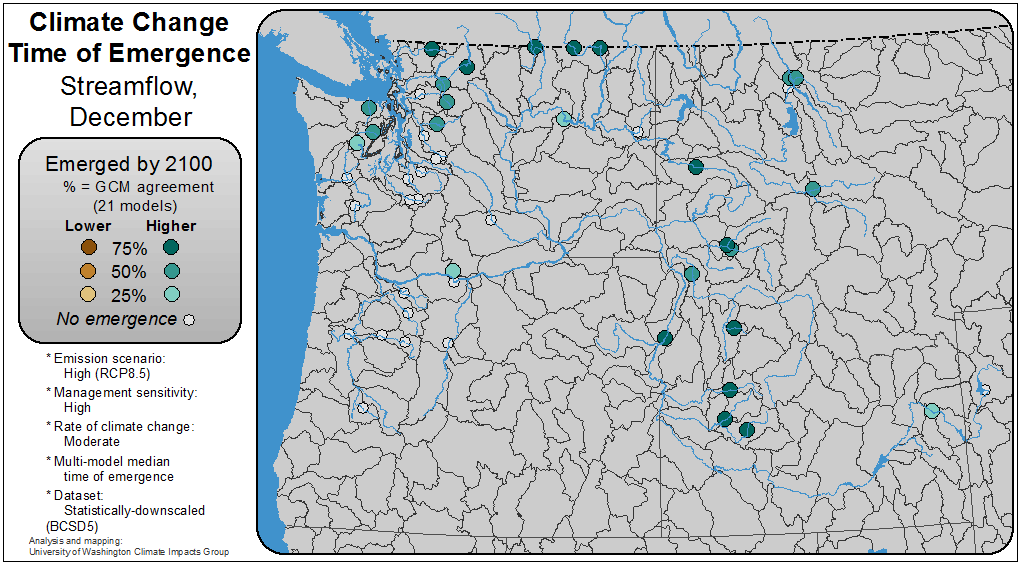 Climate Change
Time of Emergence
Streamflow,
December
Emerged by 2100
% = GCM agreement
(21 models)
Lower Higher
75%
50%
25%
No emergence
* Emission scenario:
High (RCP8.5)
* Management sensitivity:
High
* Rate of climate change:
Moderate
* Multi-model median
time of emergence
* Dataset:
Statistically-downscaled
(BCSD5)
Analysis and mapping:
University of Washington Climate Impacts Group